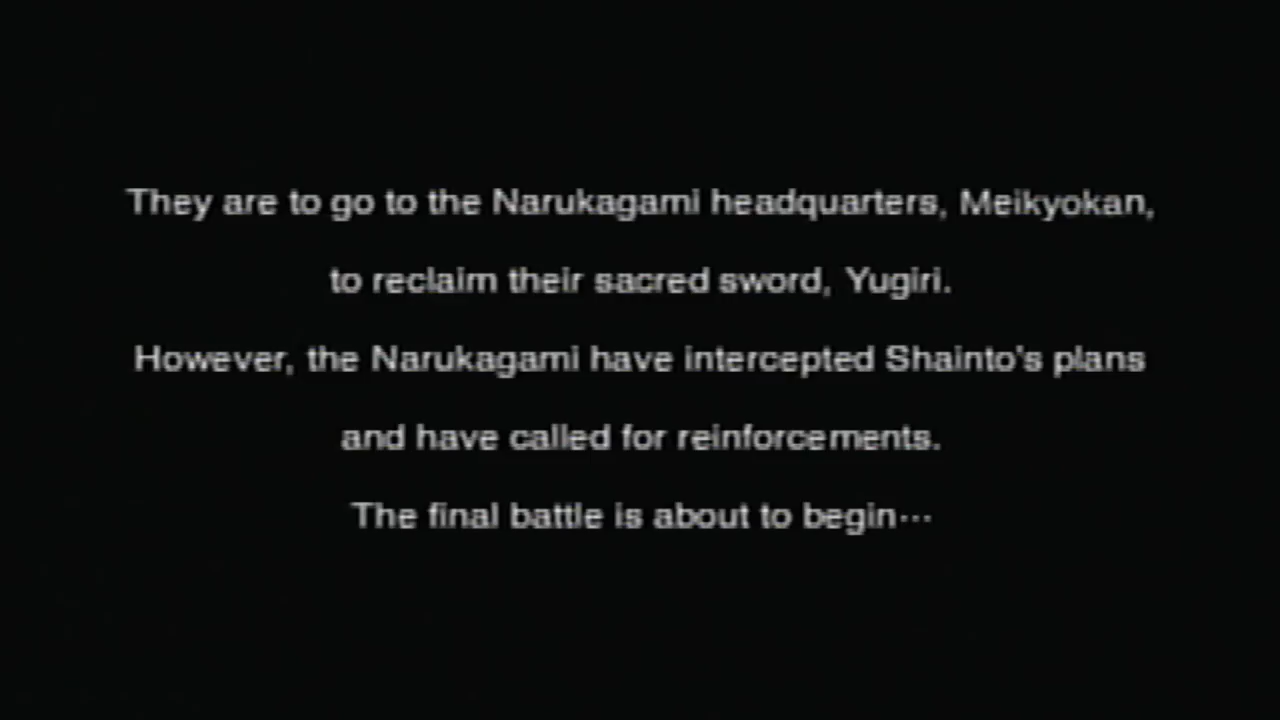 They are to go to the Narukagami headquarters, Meikyokan,
to reclaim their sacred sword, Yugiri.
However, the Narukagami have intercepted Shainto's plans
and have called for reinforcements.
The final battle is about to begin···